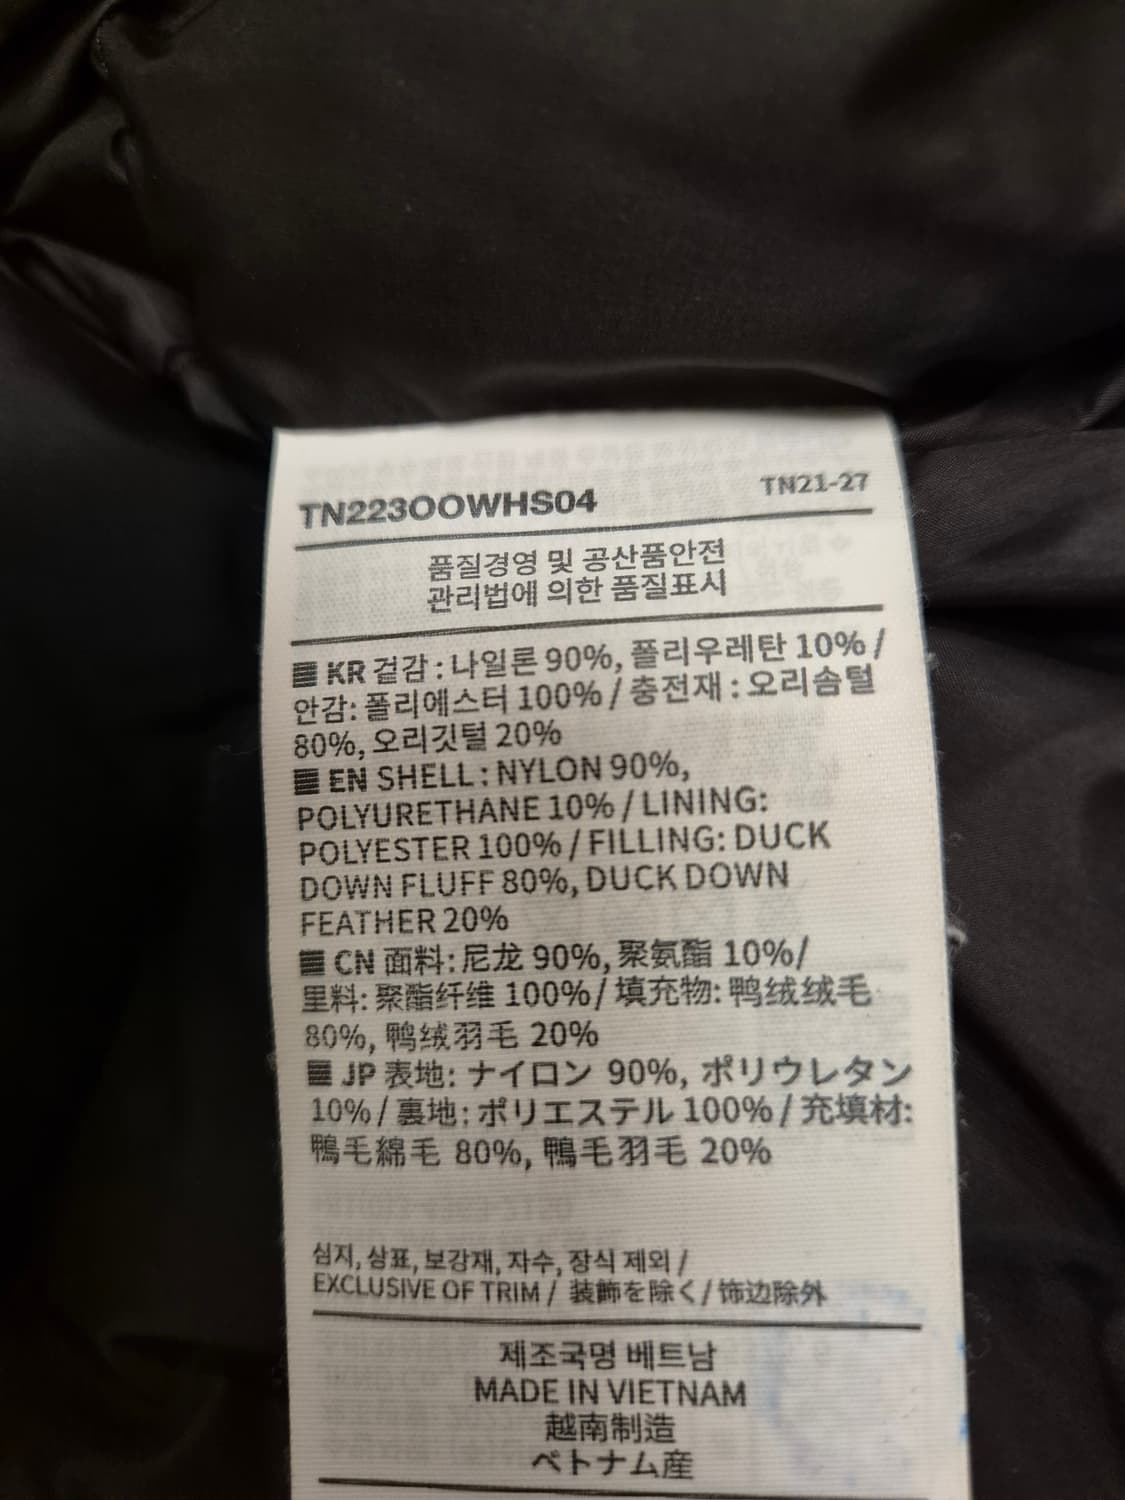 TN223OOWHS04
TN21-27
품질경영 및 공산품안전
관리법에 의한 품질표시
KR 겉감 : 나일론 90%, 폴리우레탄 10% /
안감: 폴리에스터 100% / 충전재 : 오리솜털
80%, 오리깃털 20%
EN SHELL : NYLON 90%,
POLYURETHANE 10% / LINING:
POLYESTER 100% / FILLING: DUCK
DOWN FLUFF 80%, DUCK DOWN
FEATHER 20%
CN 面料: 尼龙 90%, 聚氨酯 10%/
里料: 聚酯纤维 100% / 填充物: 鸭绒绒毛
80%, 鸭绒羽毛 20%
JP 表地: ナイロン 90%, ポリウレタン
10% / 裏地: ポリエステル 100% / 充填材:
鴨毛綿毛 80%, 鴨毛羽毛 20%
심지, 상표, 보강재, 자수, 장식 제외 /
EXCLUSIVE OF TRIM / 装飾を除く / 饰边除外
제조국명 베트남
MADE IN VIETNAM
越南制造
ベトナム産